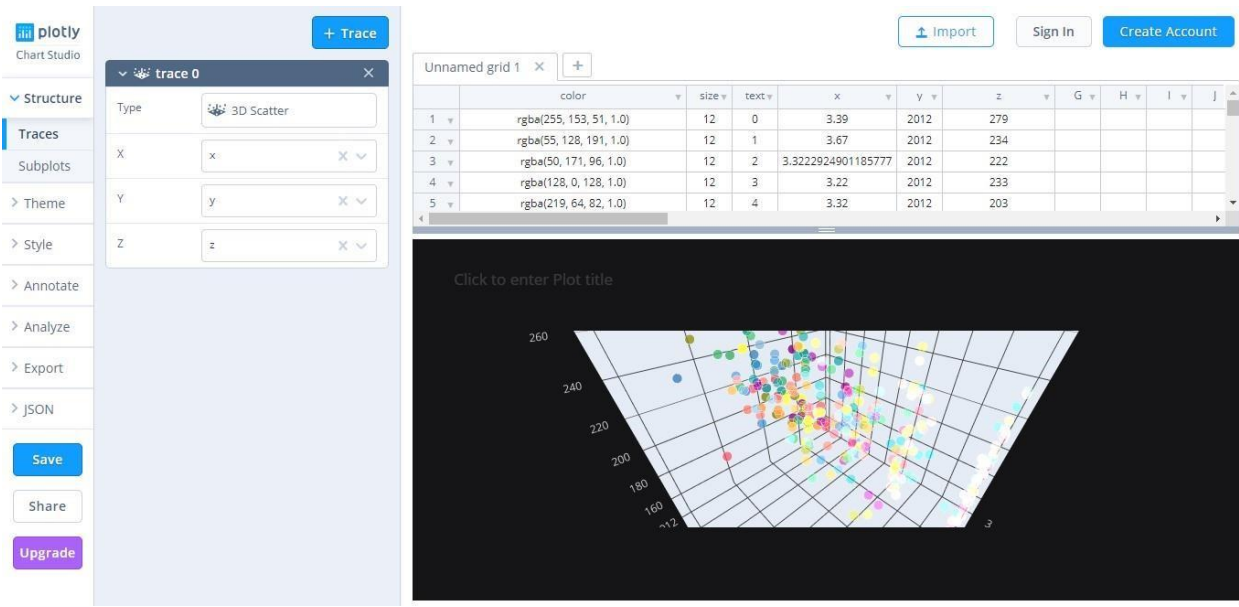 plotly
Chart Studio
Structure
Traces
Subplots
Theme
Style
Annotate
Analyze
Export
JSON
Save
Share
Upgrade
+ Trace
trace 0
Type 3D Scatter
X x
Y y
Z z
Import
Sign In
Create Account
Unnamed grid 1
color size text x y z G H I J
1 rgba(255, 153, 51, 1.0) 12 0 3.39 2012 279
2 rgba(55, 128, 191, 1.0) 12 1 3.67 2012 234
3 rgba(50, 171, 96, 1.0) 12 2 3.3222924901185777 2012 222
4 rgba(128, 0, 128, 1.0) 12 3 3.22 2012 233
5 rgba(219, 64, 82, 1.0) 12 4 3.32 2012 203
Click to enter Plot title
260
240
220
200
180
160
3